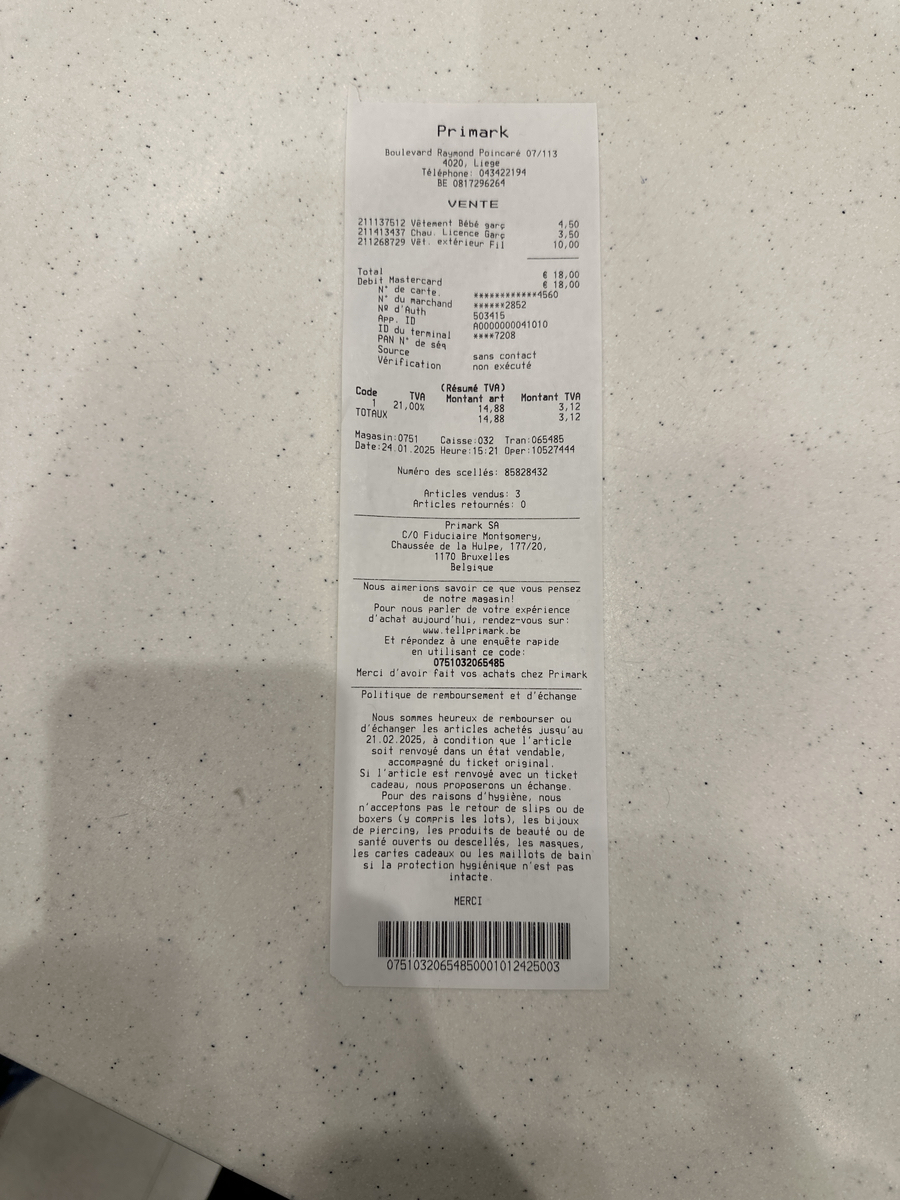 Primark
Boulevard Raymond Poincaré 07/113
4020, Liege
Téléphone: 043422194
BE 0817296264
VENTE
211137512 Vêtement Bébé garç 4,50
211413437 Chau. Licence Garç 3,50
211268729 Vêt. extérieur Fil 10,00
Total € 18,00
Debit Mastercard € 18,00
N° de carte. ************4560
N° du marchand ******2852
Nº d'Auth 503415
App. ID A0000000041010
ID du terminal ****7208
PAN N° de séq
Source sans contact
Vérification non exécuté
(Résumé TVA)
Code TVA Montant art Montant TVA
1 21,00% 14,88 3,12
TOTAUX 14,88 3,12
Magasin:0751 Caisse:032 Tran:065485
Date:24.01.2025 Heure:15:21 Oper:10527444
Numéro des scellés: 85828432
Articles vendus: 3
Articles retournés: 0
Primark SA
C/O Fiduciaire Montgomery,
Chaussée de la Hulpe, 177/20,
1170 Bruxelles
Belgique
Nous aimerions savoir ce que vous pensez
de notre magasin!
Pour nous parler de votre expérience
d'achat aujourd'hui, rendez-vous sur:
www.tellprimark.be
Et répondez à une enquête rapide
en utilisant ce code:
0751032065485
Merci d'avoir fait vos achats chez Primark
Politique de remboursement et d'échange
Nous sommes heureux de rembourser ou
d'échanger les articles achetés jusqu'au
21.02.2025, à condition que l'article
soit renvoyé dans un état vendable,
accompagné du ticket original.
Si l'article est renvoyé avec un ticket
cadeau, nous proposerons un échange.
Pour des raisons d'hygiène, nous
n'acceptons pas le retour de slips ou de
boxers (y compris les lots), les bijoux
de piercing, les produits de beauté ou de
santé ouverts ou descellés, les masques,
les cartes cadeaux ou les maillots de bain
si la protection hygiénique n'est pas
intacte.
MERCI
07510320654850001012425003